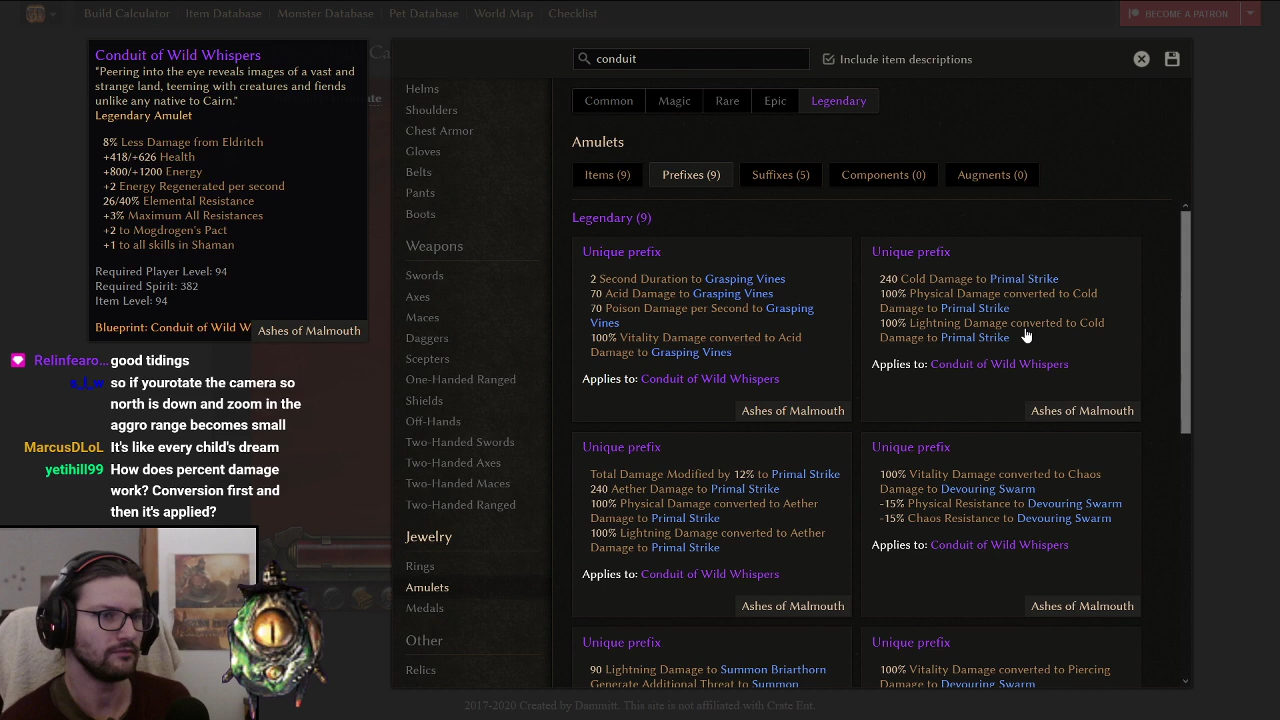 Build Calculator
Item Database
Monster Database
Pet Database
World Map
Checklist
BECOME A PATRON
Conduit of Wild Whispers
"Peering into the eye reveals images of a vast and
strange land, teeming with creatures and fiends
unlike any native to Cairn."
Legendary Amulet
8% Less Damage from Eldritch
+418/+626 Health
+800/+1200 Energy
+2 Energy Regenerated per second
26/40% Elemental Resistance
+3% Maximum All Resistances
+2 to Mogdrogen's Pact
+1 to all skills in Shaman
Required Player Level: 94
Required Spirit: 382
Item Level: 94
Blueprint: Conduit of Wild W
Ashes of Malmouth
Relinfearo... good tidings
s_l_w so if yourotate the camera so
north is down and zoom in the
aggro range becomes small
MarcusDLoL It's like every child's dream
yetihill99 How does percent damage
work? Conversion first and
then it's applied?
conduit
Include item descriptions
Helms
Shoulders
Chest Armor
Gloves
Belts
Pants
Boots
Weapons
Swords
Axes
Maces
Daggers
Scepters
One-Handed Ranged
Shields
Off-Hands
Two-Handed Swords
Two-Handed Axes
Two-Handed Maces
Two-Handed Ranged
Jewelry
Rings
Amulets
Medals
Other
Relics
Common
Magic
Rare
Epic
Legendary
Amulets
Items (9)
Prefixes (9)
Suffixes (5)
Components (0)
Augments (0)
Legendary (9)
Unique prefix
2 Second Duration to Grasping Vines
70 Acid Damage to Grasping Vines
70 Poison Damage per Second to Grasping
Vines
100% Vitality Damage converted to Acid
Damage to Grasping Vines
Applies to: Conduit of Wild Whispers
Ashes of Malmouth
Unique prefix
240 Cold Damage to Primal Strike
100% Physical Damage converted to Cold
Damage to Primal Strike
100% Lightning Damage converted to Cold
Damage to Primal Strike
Applies to: Conduit of Wild Whispers
Ashes of Malmouth
Unique prefix
Total Damage Modified by 12% to Primal Strike
240 Aether Damage to Primal Strike
100% Physical Damage converted to Aether
Damage to Primal Strike
100% Lightning Damage converted to Aether
Damage to Primal Strike
Applies to: Conduit of Wild Whispers
Ashes of Malmouth
Unique prefix
100% Vitality Damage converted to Chaos
Damage to Devouring Swarm
-15% Physical Resistance to Devouring Swarm
-15% Chaos Resistance to Devouring Swarm
Applies to: Conduit of Wild Whispers
Ashes of Malmouth
Unique prefix
90 Lightning Damage to Summon Briarthorn
Generate Additional Threat to Summon
Unique prefix
100% Vitality Damage converted to Piercing
Damage to Devouring Swarm
2017-2020 Created by Dammitt. This site is not affiliated with Crate Ent.